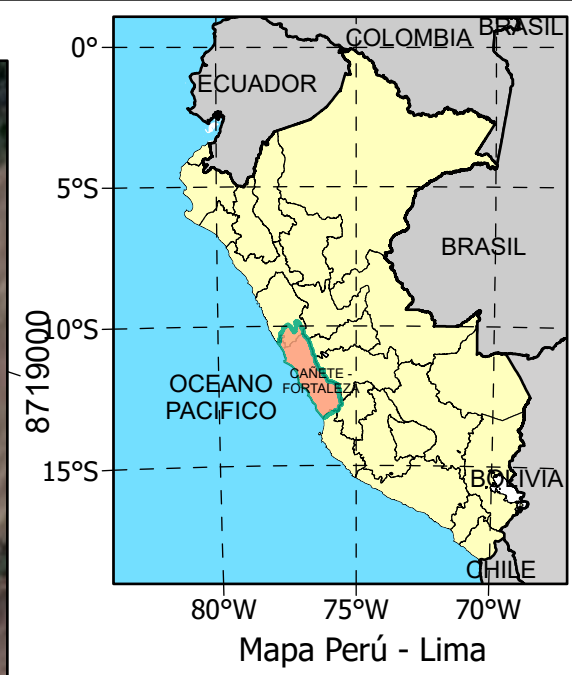 BRASIL
COLOMBIA
0°
ECUADOR
5°S
BRASIL
10°S
8719000
CAÑETE -
FORTALEZA
OCEANO
PACIFICO
15°S
BOLIVIA
CHILE
80°W
75°W
70°W
Mapa Perú - Lima